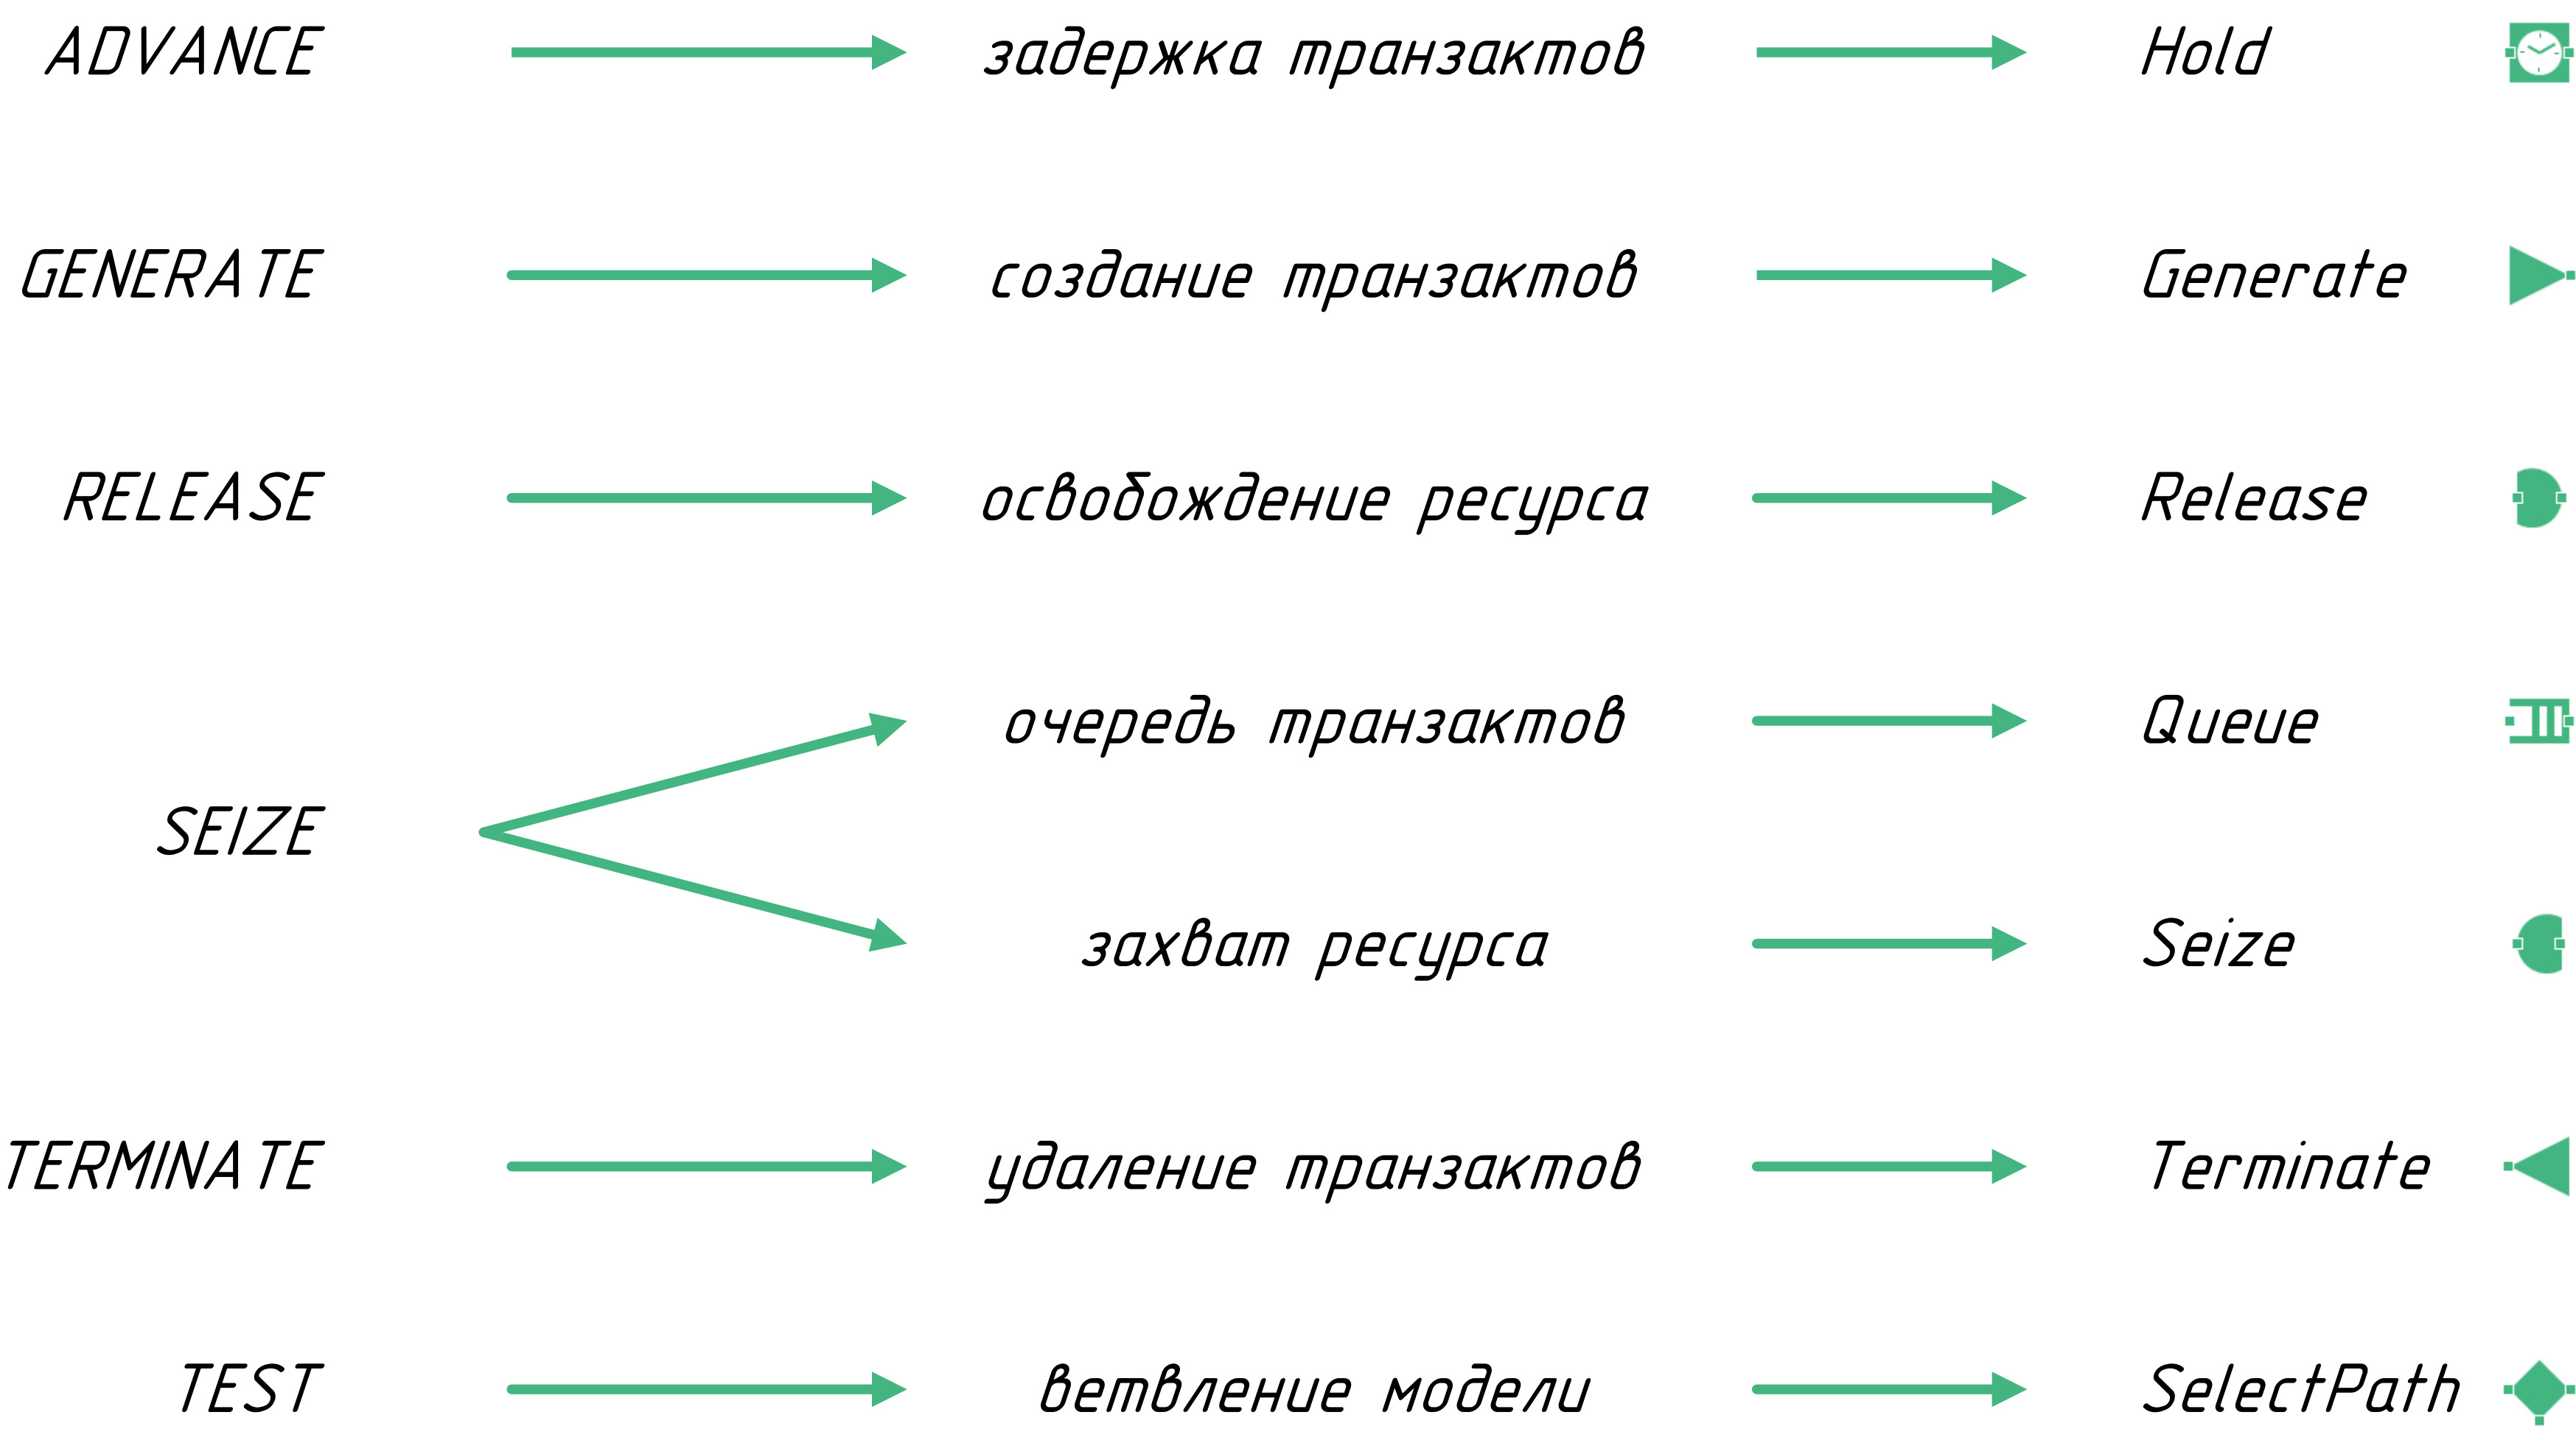 ADVANCE задержка транзактов Hold
GENERATE создание транзактов Generate
RELEASE освобождение ресурса Release
очередь транзактов Queue
SEIZE
захват ресурса Seize
TERMINATE удаление транзактов Terminate
TEST ветвление модели SelectPath